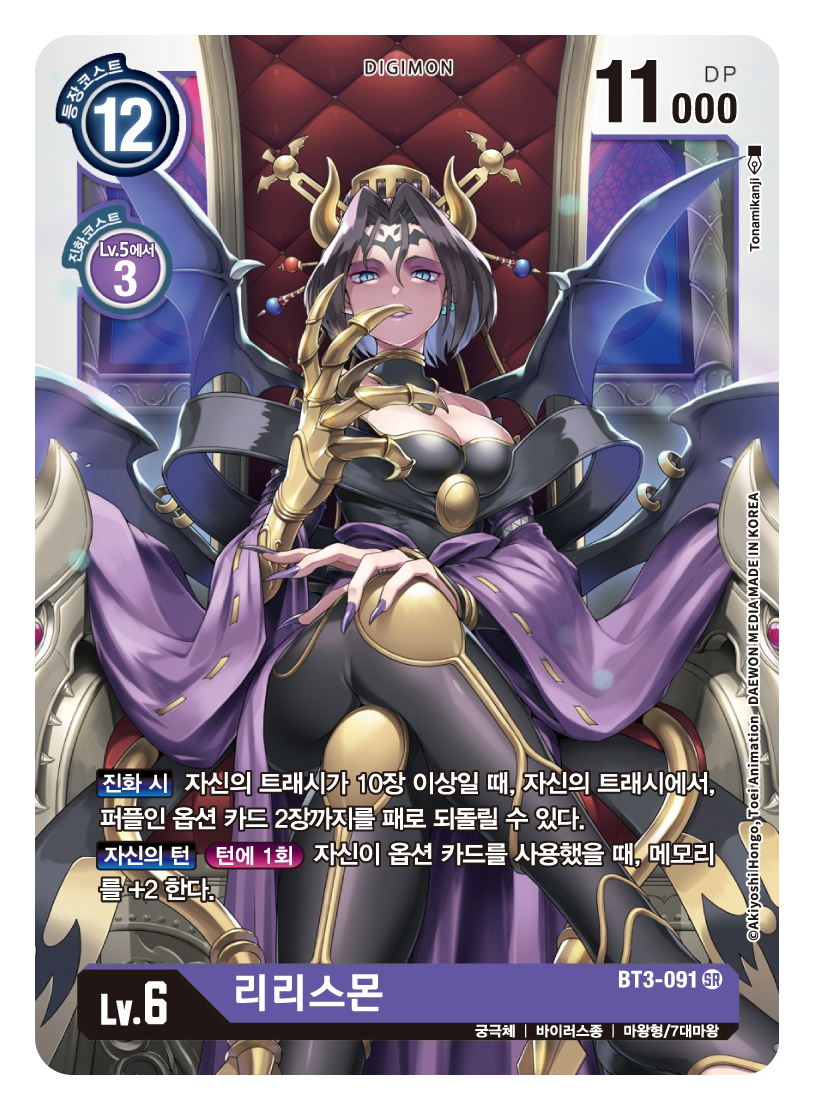 DIGIMON
등장코스트
12
11000
DP
진화코스트
Lv.5에서
3
Tonamikanji
진화 시 자신의 트래시가 10장 이상일 때, 자신의 트래시에서,
퍼플인 옵션 카드 2장까지를 패로 되돌릴 수 있다.
자신의 턴 턴에 1회 자신이 옵션 카드를 사용했을 때, 메모리
를 +2 한다.
©Akiyoshi Hongo, Toei Animation DAEWON MEDIA MADE IN KOREA
Lv.6
리리스몬
BT3-091 SR
궁극체 | 바이러스종 | 마왕형/7대마왕